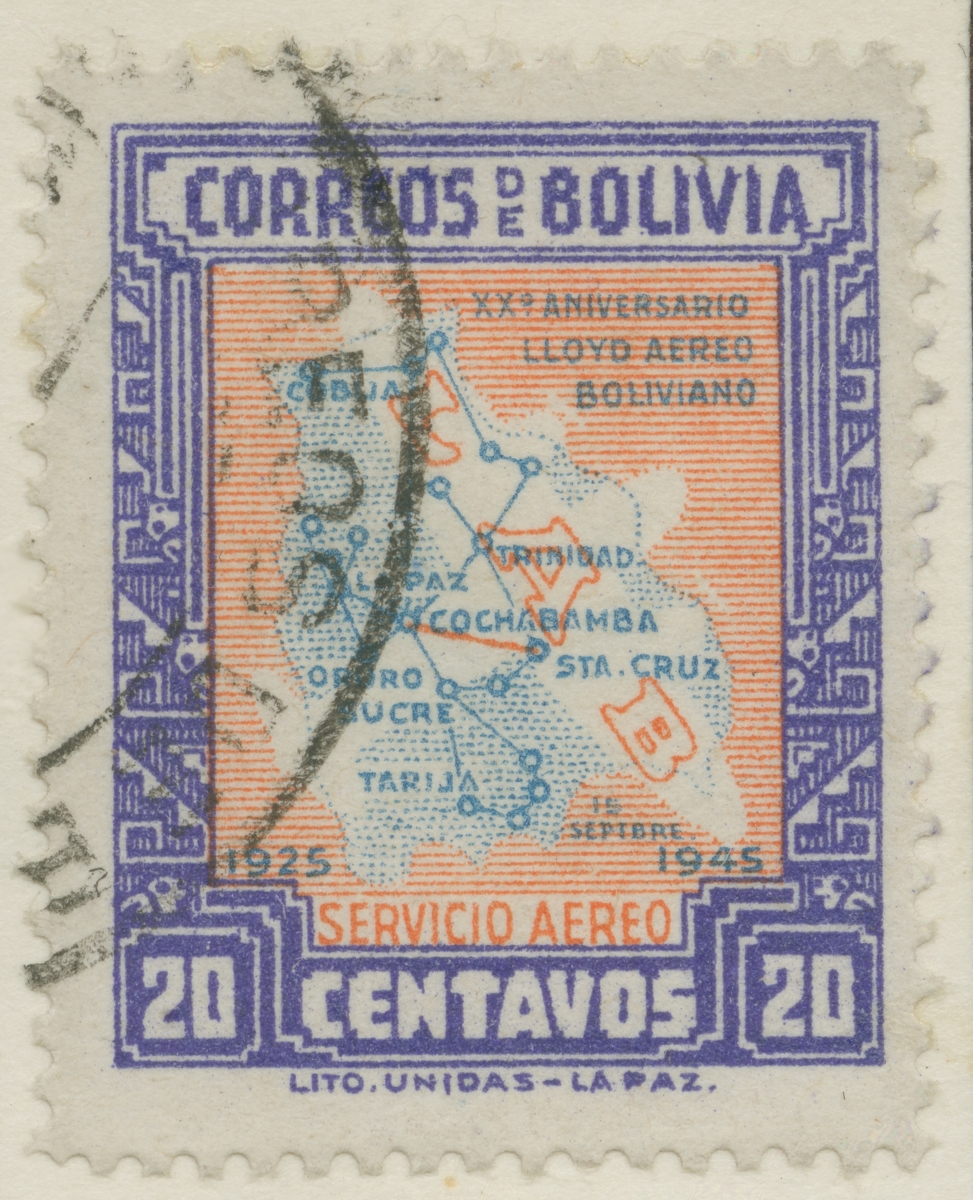 CORREOS DE BOLIVIA
XXº ANIVERSARIO
LLOYD AEREO
BOLIVIANO
COBIJA
TRINIDAD.
LA PAZ
COCHABAMBA
ORURO
STA. CRUZ
SUCRE
TARIJA
15
SEPTBRE.
1925 1945
LAB
SERVICIO AEREO
20 CENTAVOS 20
LITO. UNIDAS - LA PAZ.